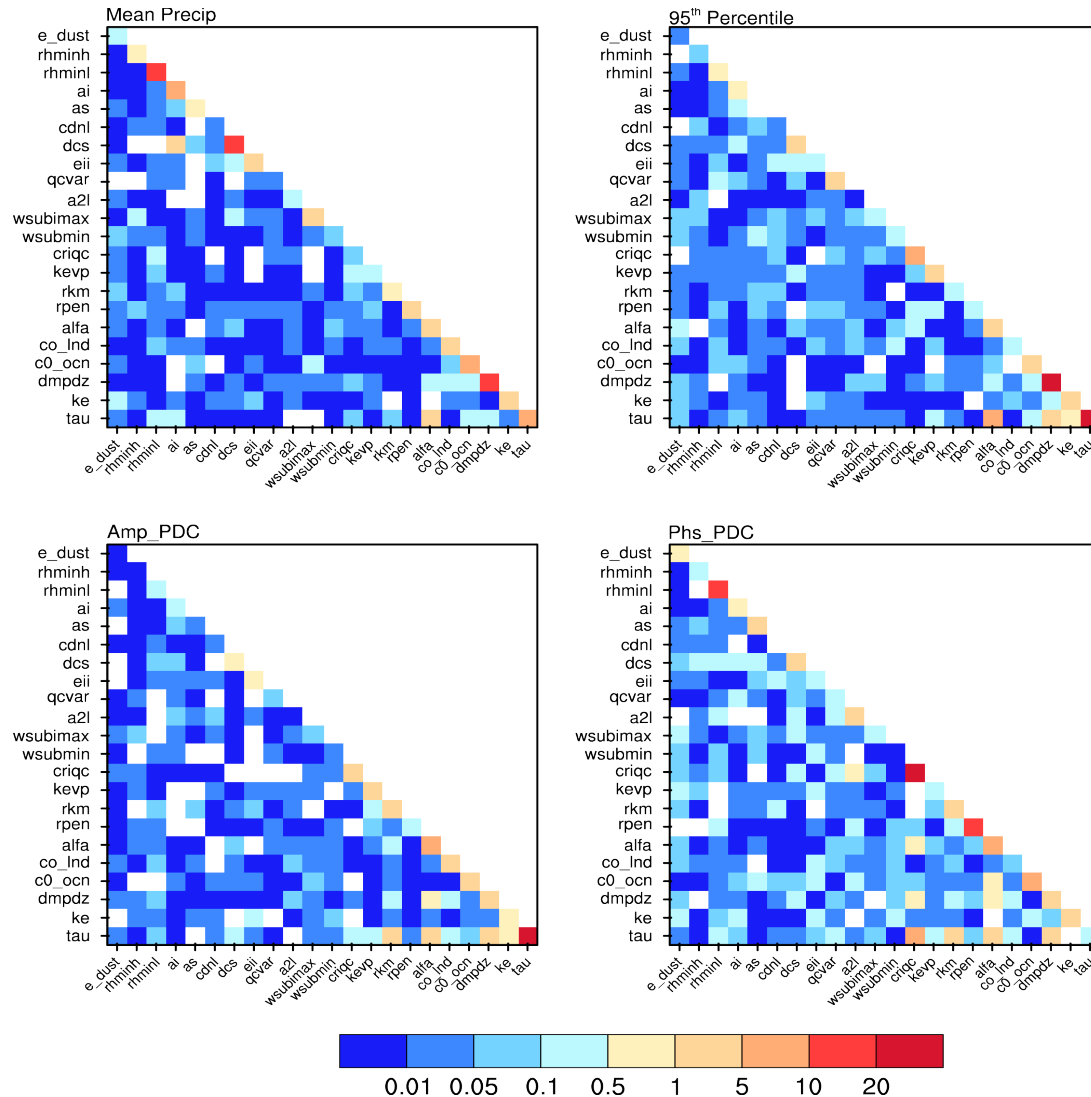 Mean Precip
e_dust
rhminh
rhminl
ai
as
cdnl
dcs
eii
qcvar
a2l
wsubimax
wsubmin
criqc
kevp
rkm
rpen
alfa
co_lnd
c0_ocn
dmpdz
ke
tau
e_dust rhminh rhminl ai as cdnl dcs eii qcvar a2l wsubimax wsubmin criqc kevp rkm rpen alfa co_lnd c0_ocn dmpdz ke tau
95th Percentile
e_dust
rhminh
rhminl
ai
as
cdnl
dcs
eii
qcvar
a2l
wsubimax
wsubmin
criqc
kevp
rkm
rpen
alfa
co_lnd
c0_ocn
dmpdz
ke
tau
e_dust rhminh rhminl ai as cdnl dcs eii qcvar a2l wsubimax wsubmin criqc kevp rkm rpen alfa co_lnd c0_ocn dmpdz ke tau
Amp_PDC
e_dust
rhminh
rhminl
ai
as
cdnl
dcs
eii
qcvar
a2l
wsubimax
wsubmin
criqc
kevp
rkm
rpen
alfa
co_lnd
c0_ocn
dmpdz
ke
tau
e_dust rhminh rhminl ai as cdnl dcs eii qcvar a2l wsubimax wsubmin criqc kevp rkm rpen alfa co_lnd c0_ocn dmpdz ke tau
Phs_PDC
e_dust
rhminh
rhminl
ai
as
cdnl
dcs
eii
qcvar
a2l
wsubimax
wsubmin
criqc
kevp
rkm
rpen
alfa
co_lnd
c0_ocn
dmpdz
ke
tau
e_dust rhminh rhminl ai as cdnl dcs eii qcvar a2l wsubimax wsubmin criqc kevp rkm rpen alfa co_lnd c0_ocn dmpdz ke tau
0.01 0.05 0.1 0.5 1 5 10 20